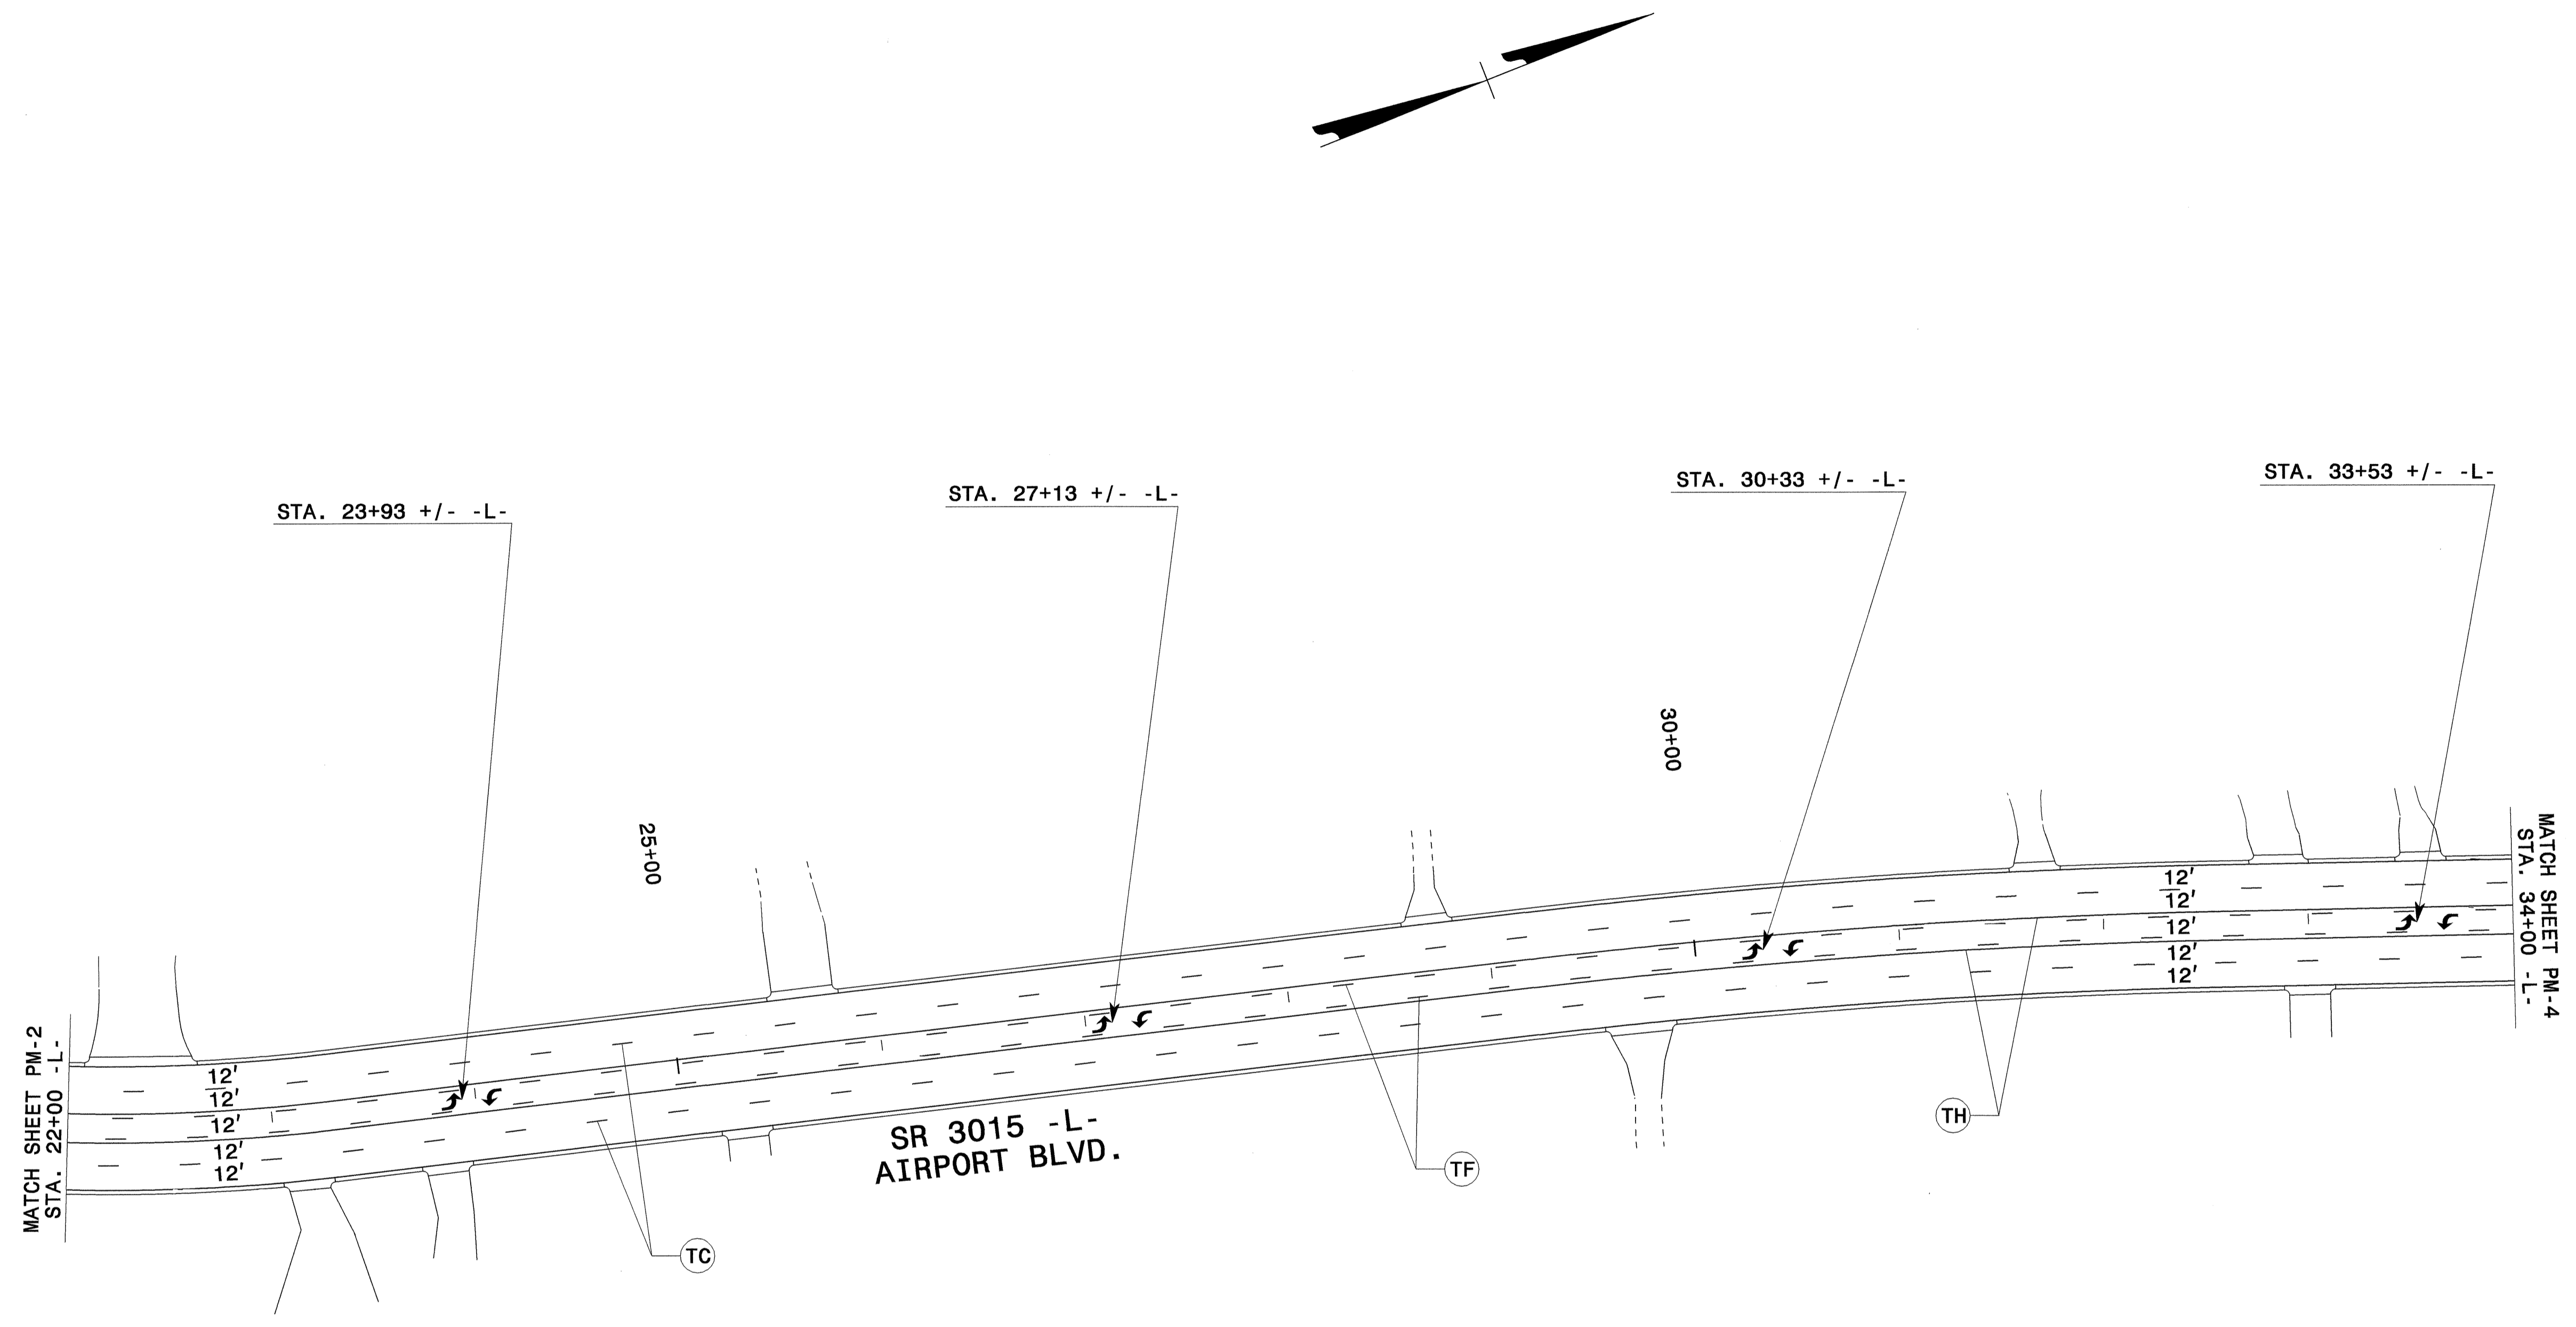 STA. 23+93 +/- -L-
STA. 27+13 +/- -L-
STA. 30+33 +/- -L-
STA. 33+53 +/- -L-
25+00
30+00
MATCH SHEET PM-2
STA. 22+00 -L-
12'
12'
12'
12'
12'
12'
12'
12'
12'
12'
MATCH SHEET PM-4
STA. 34+00 -L-
SR 3015 -L-
AIRPORT BLVD.
TC
TF
TH